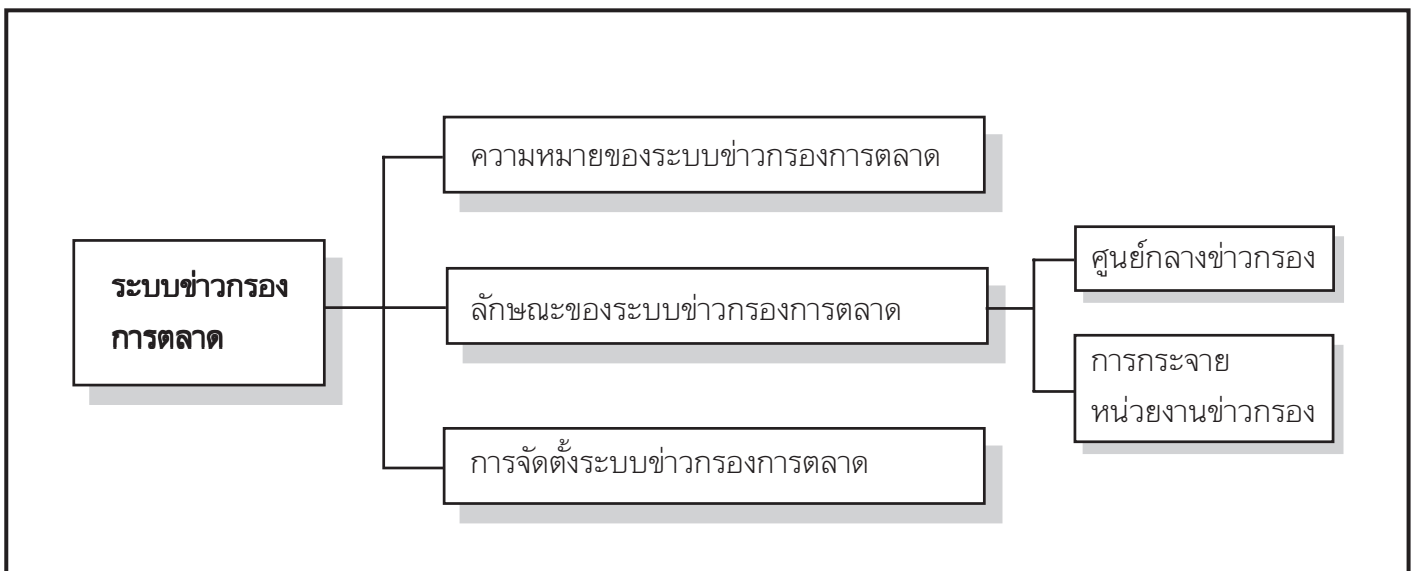 ความหมายของระบบข่าวกรองการตลาด
ระบบข่าวกรอง
การตลาด
ลักษณะของระบบข่าวกรองการตลาด
ศูนย์กลางข่าวกรอง
การกระจาย
หน่วยงานข่าวกรอง
การจัดตั้งระบบข่าวกรองการตลาด